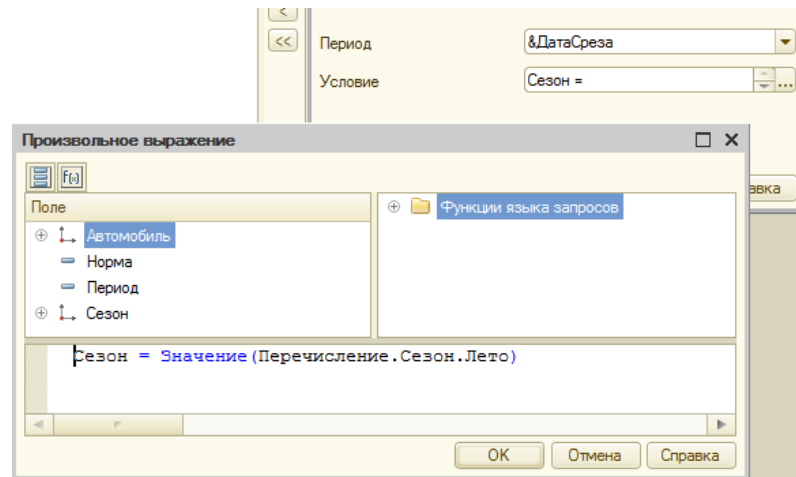 <
<<
Период &ДатаСреза
Условие Сезон = ...
Произвольное выражение
f(x)
авка
Поле
Функции языка запросов
Автомобиль
Норма
Период
Сезон
Сезон = Значение(Перечисление.Сезон.Лето)
OK Отмена Справка